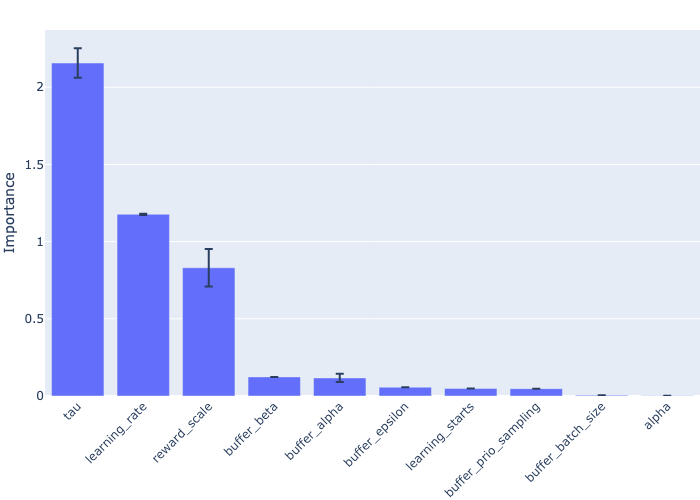 2
1.5
1
0.5
0
Importance
tau
learning_rate
reward_scale
buffer_beta
buffer_alpha
buffer_epsilon
learning_starts
buffer_prio_sampling
buffer_batch_size
alpha